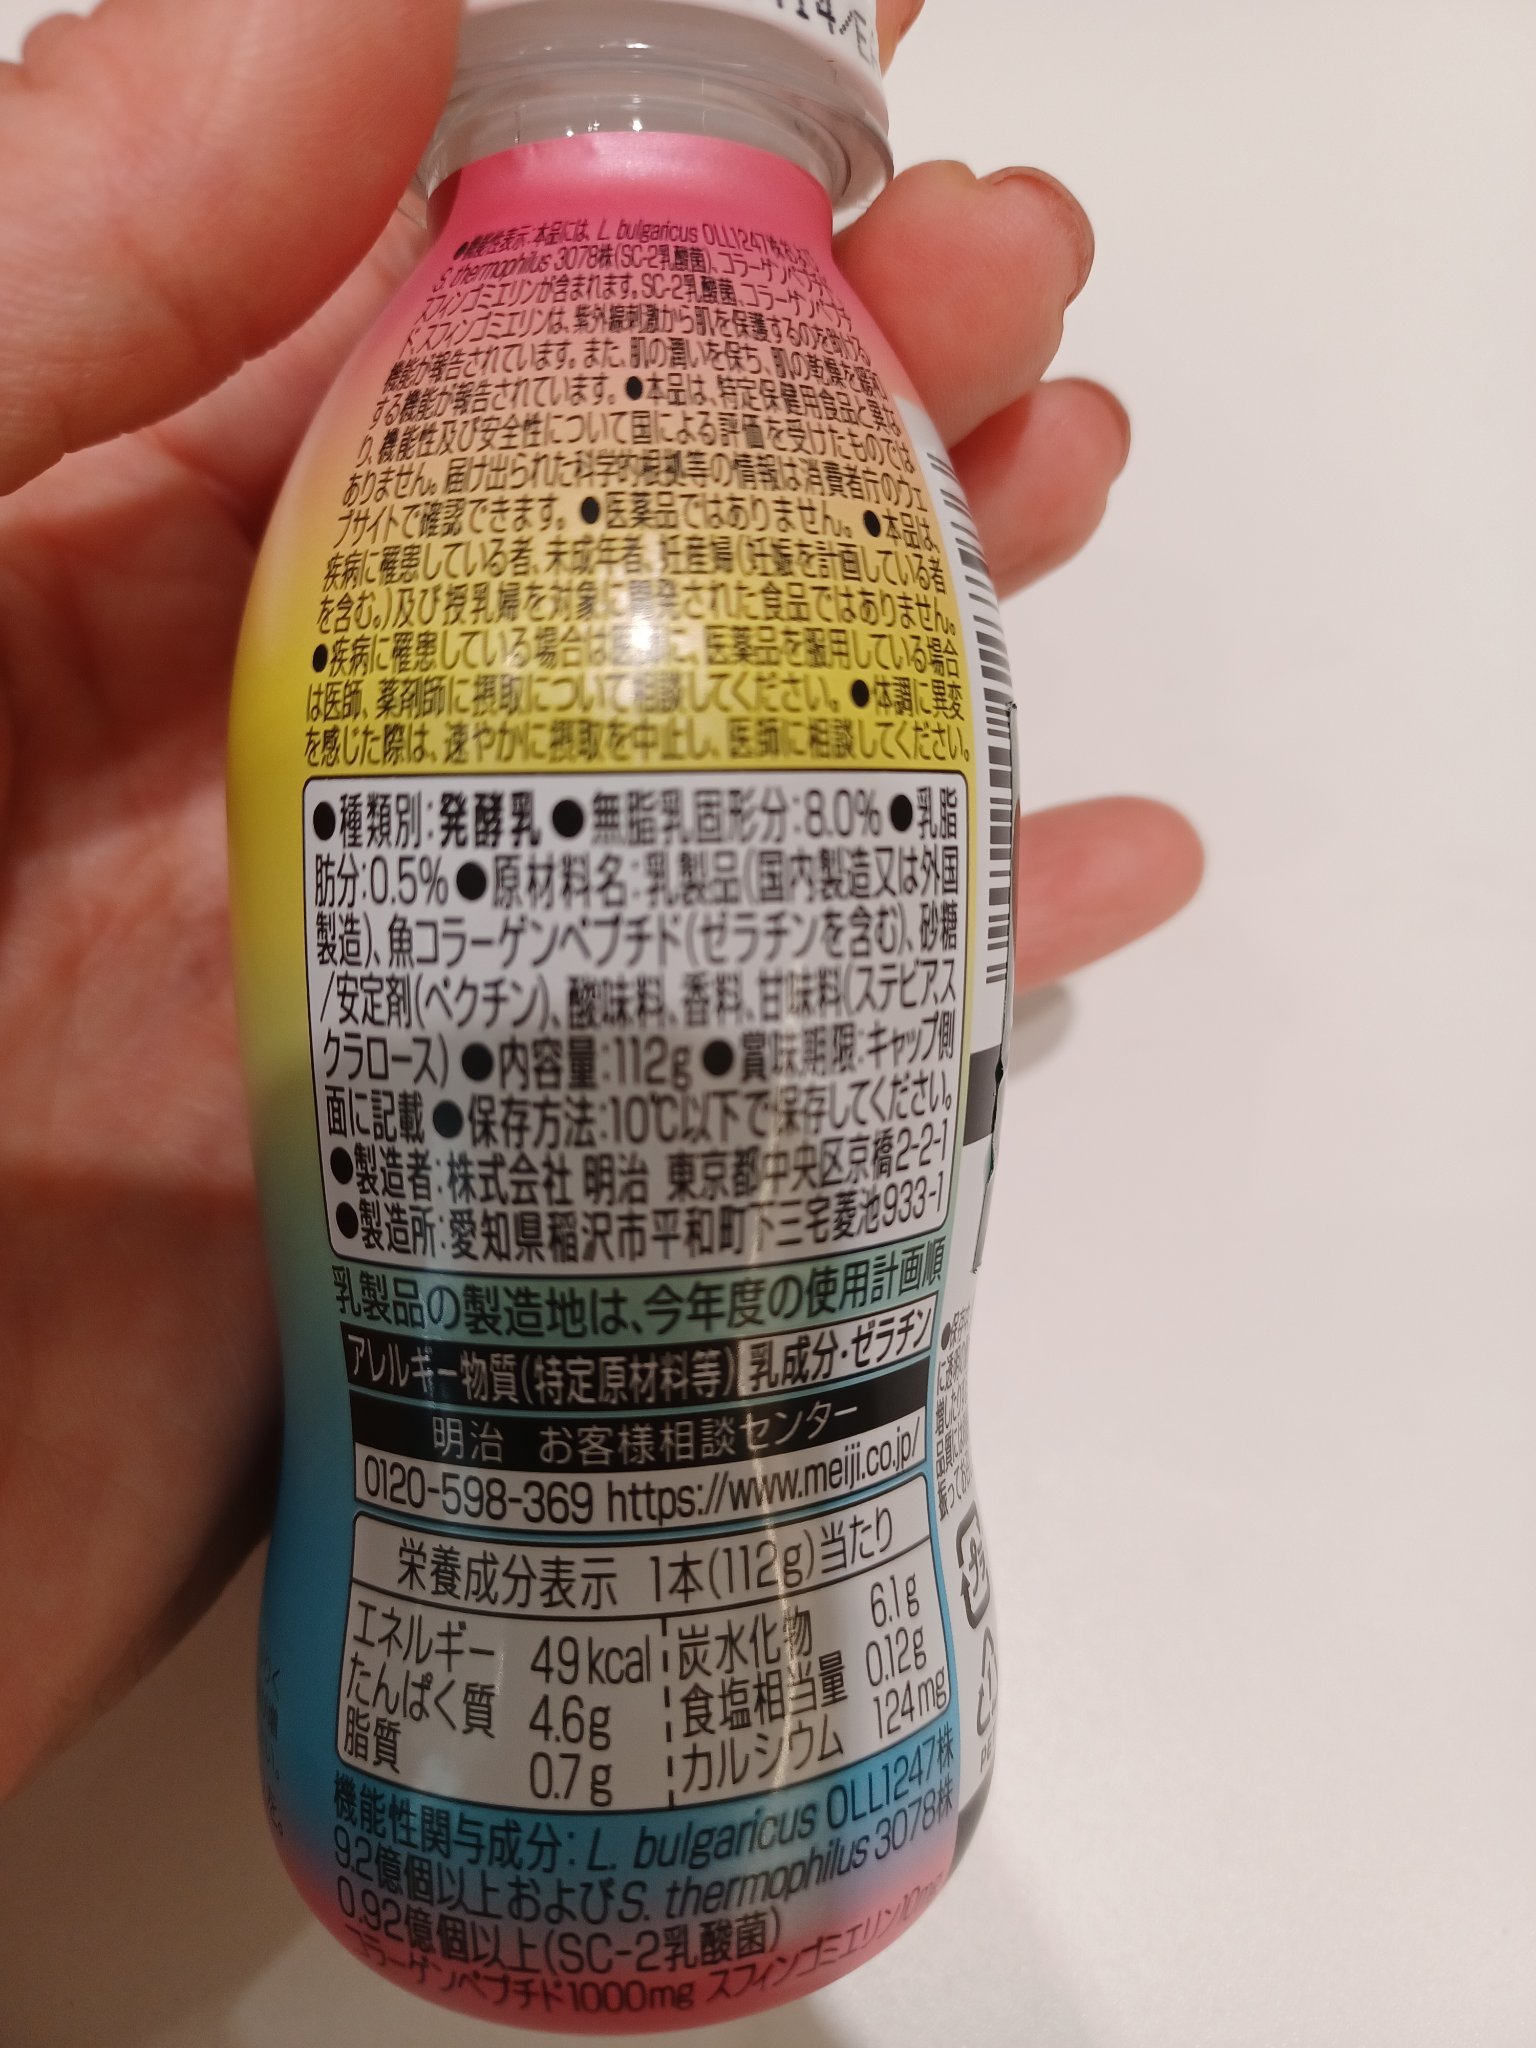 ●機能性表示:本品には、L. bulgaricus OLL1247株および
S. thermophilus 3078株(SC-2乳酸菌)、コラーゲンペプチド、
スフィンゴミエリンが含まれます。SC-2乳酸菌、コラーゲンペプチ
ド、スフィンゴミエリンは、紫外線刺激から肌を保護するのを助ける
機能が報告されています。また、肌の潤いを保ち、肌の乾燥を緩和
する機能が報告されています。●本品は、特定保健用食品と異な
り、機能性及び安全性について国による評価を受けたものでは
ありません。届け出られた科学的根拠等の情報は消費者庁のウェ
ブサイトで確認できます。●医薬品ではありません。●本品は、
疾病に罹患している者、未成年者、妊産婦(妊娠を計画している者
を含む。)及び授乳婦を対象に開発された食品ではありません。
●疾病に罹患している場合は医師に、医薬品を服用している場合
は医師、薬剤師に摂取について相談してください。●体調に異変
を感じた際は、速やかに摂取を中止し、医師に相談してください。
●種類別:発酵乳●無脂乳固形分:8.0%●乳脂
肪分:0.5%●原材料名:乳製品(国内製造又は外国
製造)、魚コラーゲンペプチド(ゼラチンを含む)、砂糖
/安定剤(ペクチン)、酸味料、香料、甘味料(ステビア、ス
クラロース)●内容量:112g●賞味期限:キャップ側
面に記載●保存方法:10℃以下で保存してください。
●製造者:株式会社 明治 東京都中央区京橋2-2-1
●製造所:愛知県稲沢市平和町下三宅菱池933-1
乳製品の製造地は、今年度の使用計画順
アレルギー物質(特定原材料等) 乳成分・ゼラチン
明治 お客様相談センター
0120-598-369 https://www.meiji.co.jp/
栄養成分表示 1本(112g)当たり
エネルギー 49kcal 炭水化物 6.1g
たんぱく質 4.6g 食塩相当量 0.12g
脂質 0.7g カルシウム 124mg
機能性関与成分:L. bulgaricus OLL1247株
9.2億個以上およびS. thermophilus 3078株
0.92億個以上(SC-2乳酸菌)
コラーゲンペプチド1000mg スフィンゴミエリン10mg